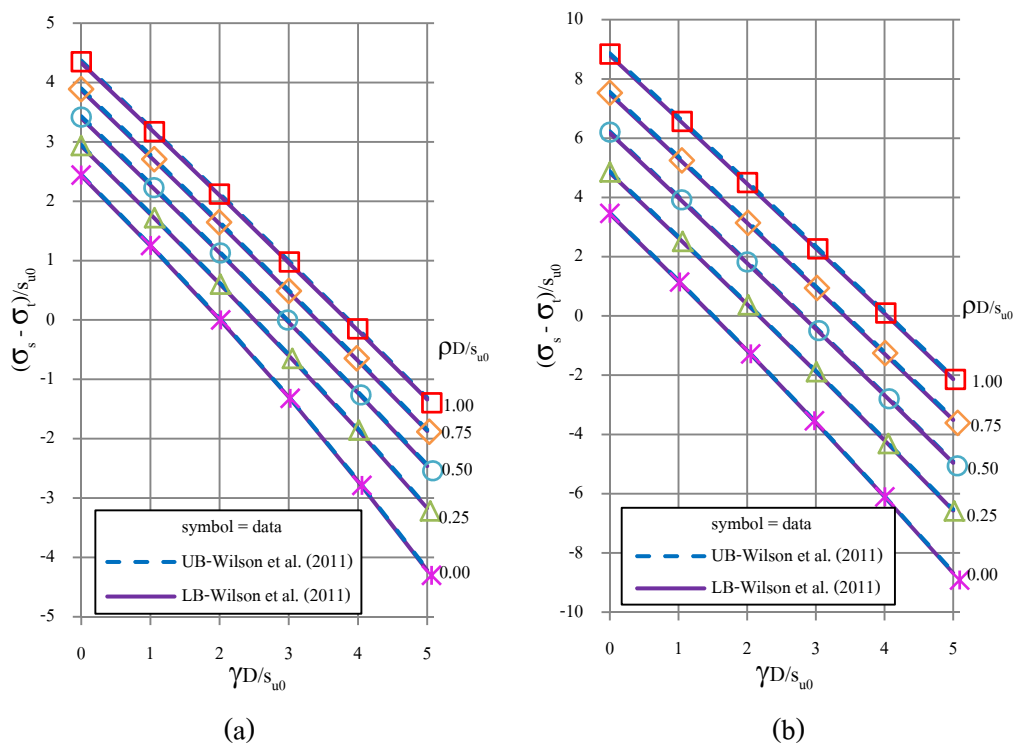 5
4
3
2
1
0
-1
-2
-3
-4
-5
(σs - σt)/su0
0 1 2 3 4 5
γD/su0
ρD/su0
1.00
0.75
0.50
0.25
0.00
symbol = data
UB-Wilson et al. (2011)
LB-Wilson et al. (2011)
(a)
10
8
6
4
2
0
-2
-4
-6
-8
-10
(σs - σt)/su0
0 1 2 3 4 5
γD/su0
ρD/su0
1.00
0.75
0.50
0.25
0.00
symbol = data
UB-Wilson et al. (2011)
LB-Wilson et al. (2011)
(b)